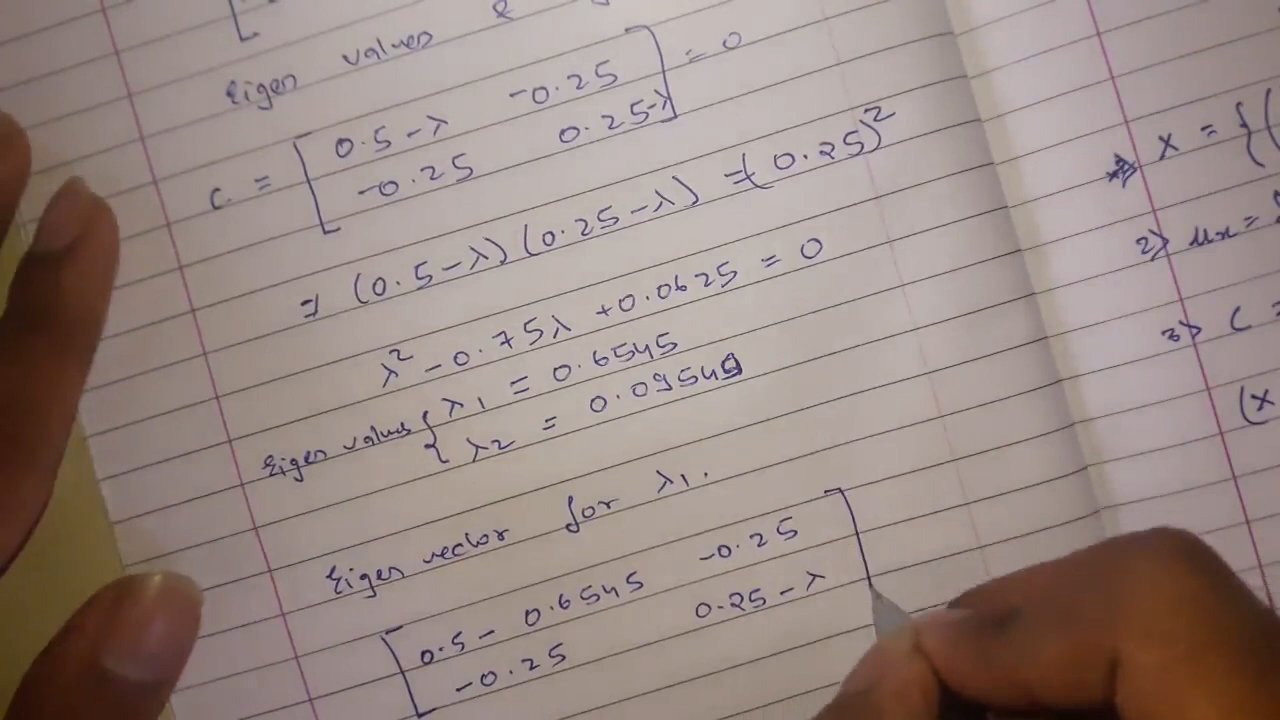 Eigen values &
C = [ 0.5-λ -0.25
-0.25 0.25-λ ] = 0
⇒ (0.5-λ)(0.25-λ) =( 0.25)²
λ² - 0.75λ + 0.0625 = 0
Eigen values { λ1 = 0.6545
λ2 = 0.09549
Eigen vector for λ1.
[ 0.5 - 0.6545 -0.25
-0.25 0.25-λ ]
X = {(
2) μx =
3) C =
(X